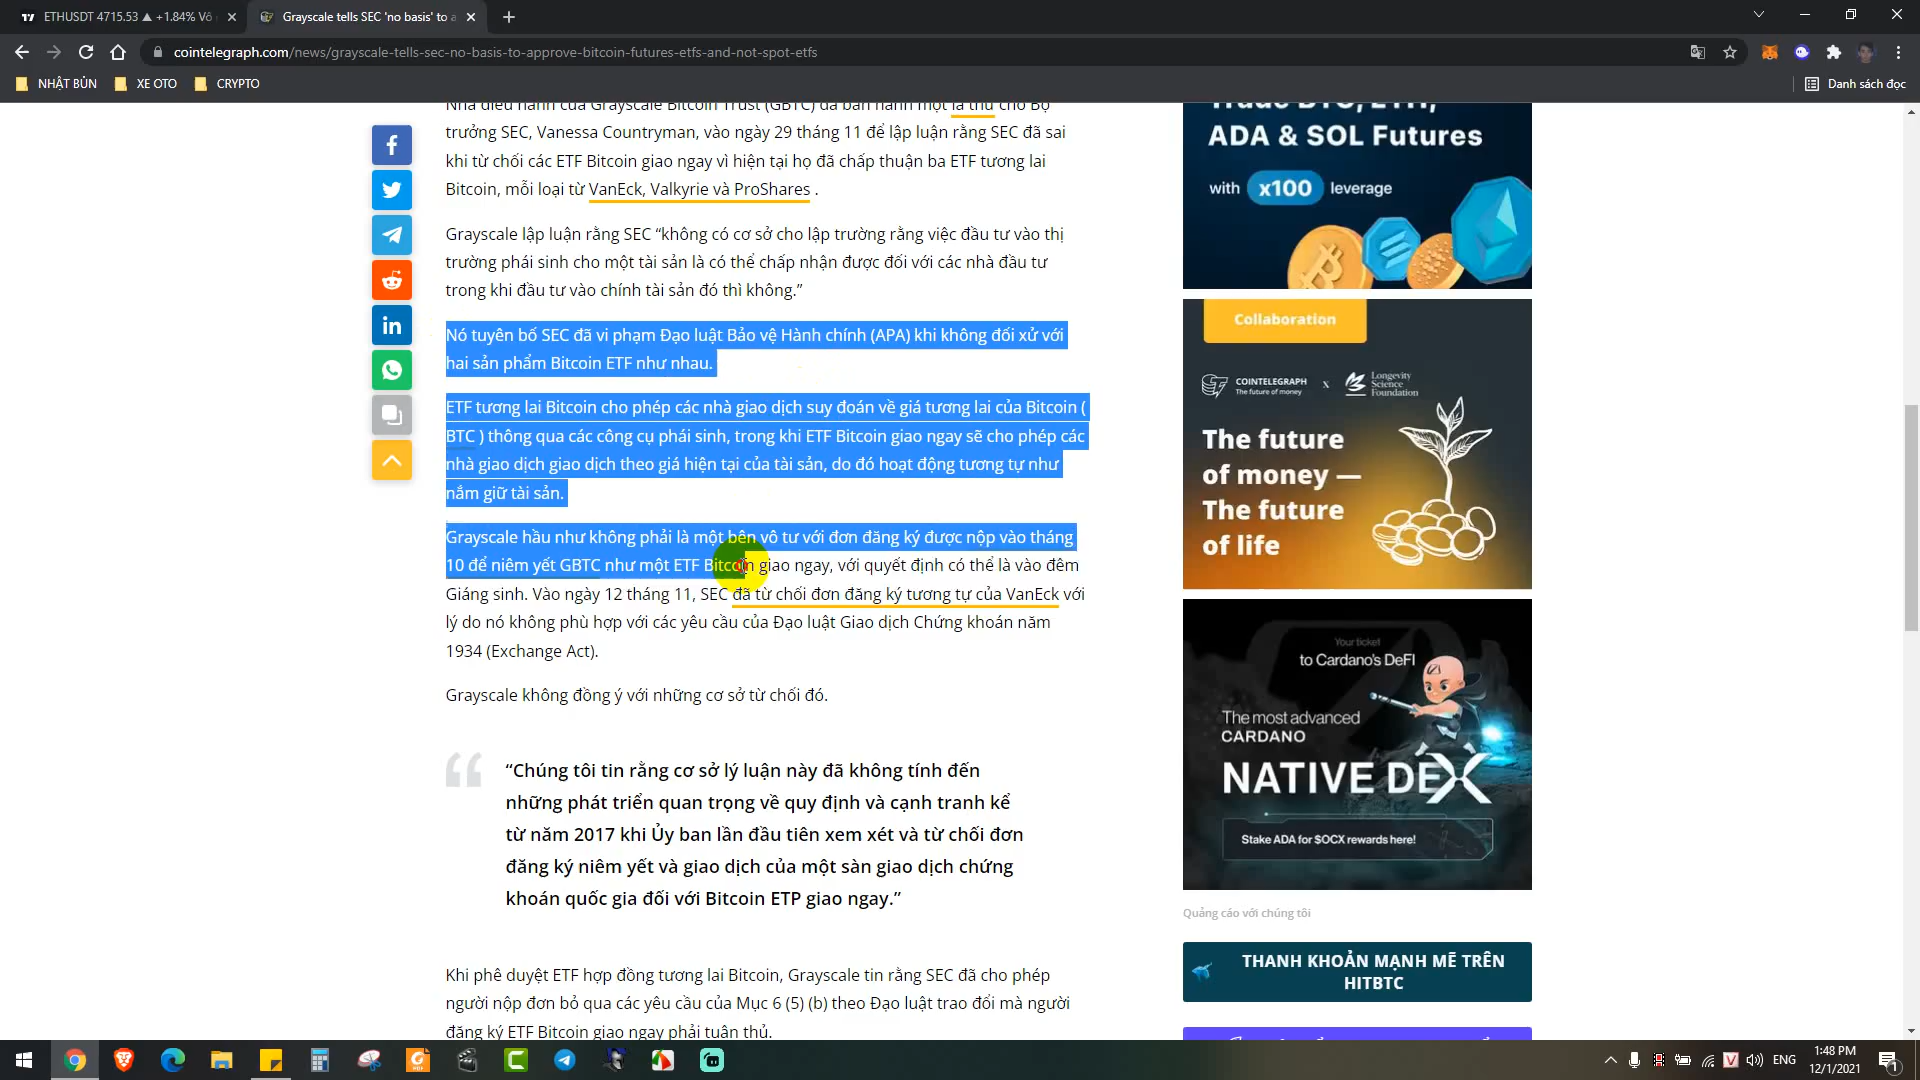 ETHUSDT 4715.53 ▲ +1.84% Vô
Grayscale tells SEC 'no basis' to a
cointelegraph.com/news/grayscale-tells-sec-no-basis-to-approve-bitcoin-futures-etfs-and-not-spot-etfs
NHẬT BỦN
XE OTO
CRYPTO
Danh sách đọc
Nhà điều hành của Grayscale Bitcoin Trust (GBTC) đã ban hành một lá thư cho Bộ
trưởng SEC, Vanessa Countryman, vào ngày 29 tháng 11 để lập luận rằng SEC đã sai
khi từ chối các ETF Bitcoin giao ngay vì hiện tại họ đã chấp thuận ba ETF tương lai
Bitcoin, mỗi loại từ VanEck, Valkyrie và ProShares .
Grayscale lập luận rằng SEC “không có cơ sở cho lập trường rằng việc đầu tư vào thị
trường phái sinh cho một tài sản là có thể chấp nhận được đối với các nhà đầu tư
trong khi đầu tư vào chính tài sản đó thì không.”
Nó tuyên bố SEC đã vi phạm Đạo luật Bảo vệ Hành chính (APA) khi không đối xử với
hai sản phẩm Bitcoin ETF như nhau.
ETF tương lai Bitcoin cho phép các nhà giao dịch suy đoán về giá tương lai của Bitcoin (
BTC ) thông qua các công cụ phái sinh, trong khi ETF Bitcoin giao ngay sẽ cho phép các
nhà giao dịch giao dịch theo giá hiện tại của tài sản, do đó hoạt động tương tự như
nắm giữ tài sản.
Grayscale hầu như không phải là một bên vô tư với đơn đăng ký được nộp vào tháng
10 để niêm yết GBTC như một ETF Bitcoin giao ngay, với quyết định có thể là vào đêm
Giáng sinh. Vào ngày 12 tháng 11, SEC đã từ chối đơn đăng ký tương tự của VanEck với
lý do nó không phù hợp với các yêu cầu của Đạo luật Giao dịch Chứng khoán năm
1934 (Exchange Act).
Grayscale không đồng ý với những cơ sở từ chối đó.
“Chúng tôi tin rằng cơ sở lý luận này đã không tính đến
những phát triển quan trọng về quy định và cạnh tranh kể
từ năm 2017 khi Ủy ban lần đầu tiên xem xét và từ chối đơn
đăng ký niêm yết và giao dịch của một sàn giao dịch chứng
khoán quốc gia đối với Bitcoin ETP giao ngay.”
Khi phê duyệt ETF hợp đồng tương lai Bitcoin, Grayscale tin rằng SEC đã cho phép
người nộp đơn bỏ qua các yêu cầu của Mục 6 (5) (b) theo Đạo luật trao đổi mà người
đăng ký ETF Bitcoin giao ngay phải tuân thủ.
Trade BTC, ETH,
ADA & SOL Futures
with x100 leverage
Collaboration
COINTELEGRAPH
The future of money
x
Longevity
Science
Foundation
The future
of money —
The future
of life
Your ticket
to Cardano's DeFi
The most advanced
CARDANO
NATIVE DEX
Stake ADA for $OCX rewards here!
Quảng cáo với chúng tôi
THANH KHOẢN MẠNH MẼ TRÊN
HITBTC
ENG
1:48 PM
12/1/2021
1